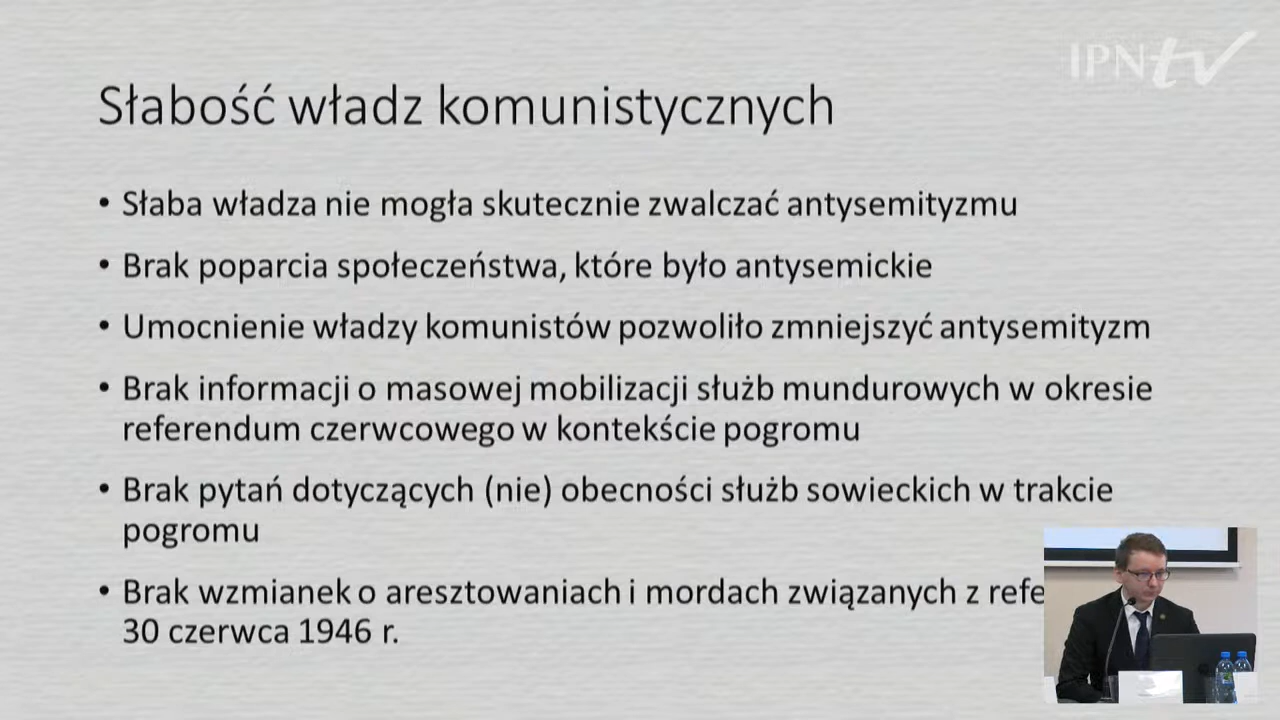 IPNtv
Słabość władz komunistycznych
• Słaba władza nie mogła skutecznie zwalczać antysemityzmu
• Brak poparcia społeczeństwa, które było antysemickie
• Umocnienie władzy komunistów pozwoliło zmniejszyć antysemityzm
• Brak informacji o masowej mobilizacji służb mundurowych w okresie
referendum czerwcowego w kontekście pogromu
• Brak pytań dotyczących (nie) obecności służb sowieckich w trakcie
pogromu
• Brak wzmianek o aresztowaniach i mordach związanych z refe
30 czerwca 1946 r.